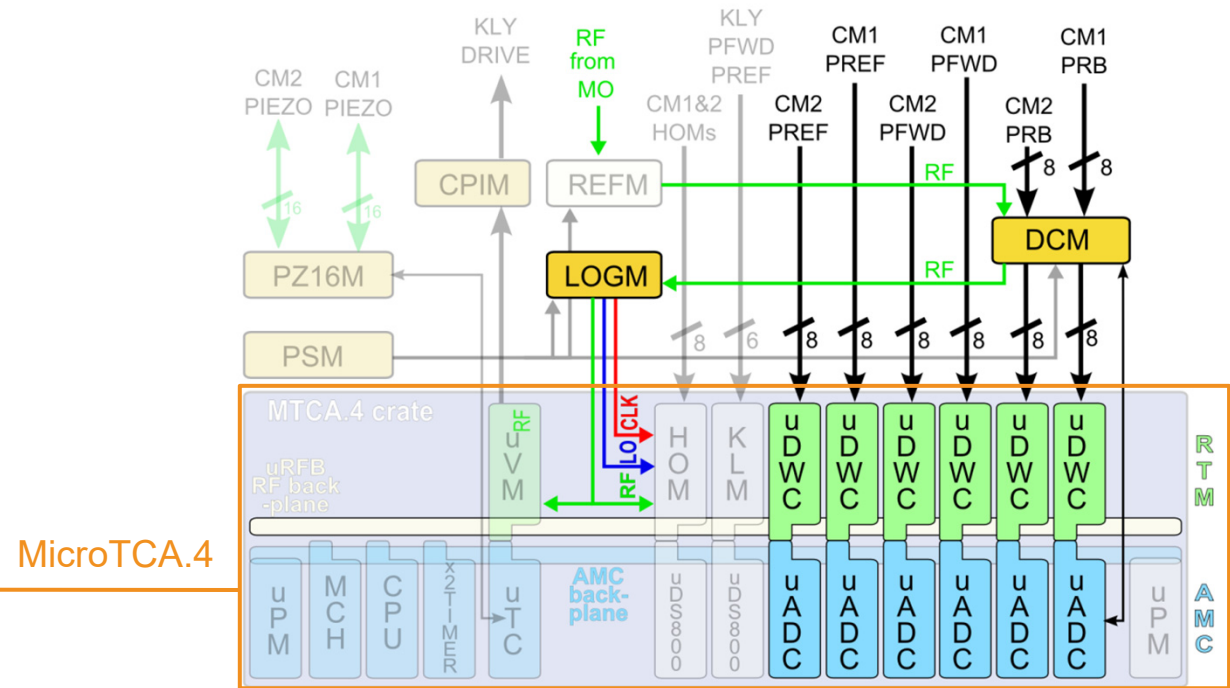 KLY
DRIVE
RF
from
MO
KLY
PFWD
PREF
CM1
PREF
CM1
PFWD
CM1
PRB
CM2
PIEZO
CM1
PIEZO
CM1&2
HOMs
CM2
PREF
CM2
PFWD
CM2
PRB
8
8
CPIM
REFM
RF
16
16
DCM
PZ16M
LOGM
RF
8
6
8
8
8
8
8
8
PSM
MTCA.4 crate
uRFB
RF back
-plane
RF
uVM
CLK
LO
RF
HOM
KLM
uDWC
uDWC
uDWC
uDWC
uDWC
uDWC
RTM
MicroTCA.4
uPM
MCH
CPU
x2TIMER
uTC
AMC
back-
plane
uDS800
uDS800
uADC
uADC
uADC
uADC
uADC
uADC
uPM
AMC